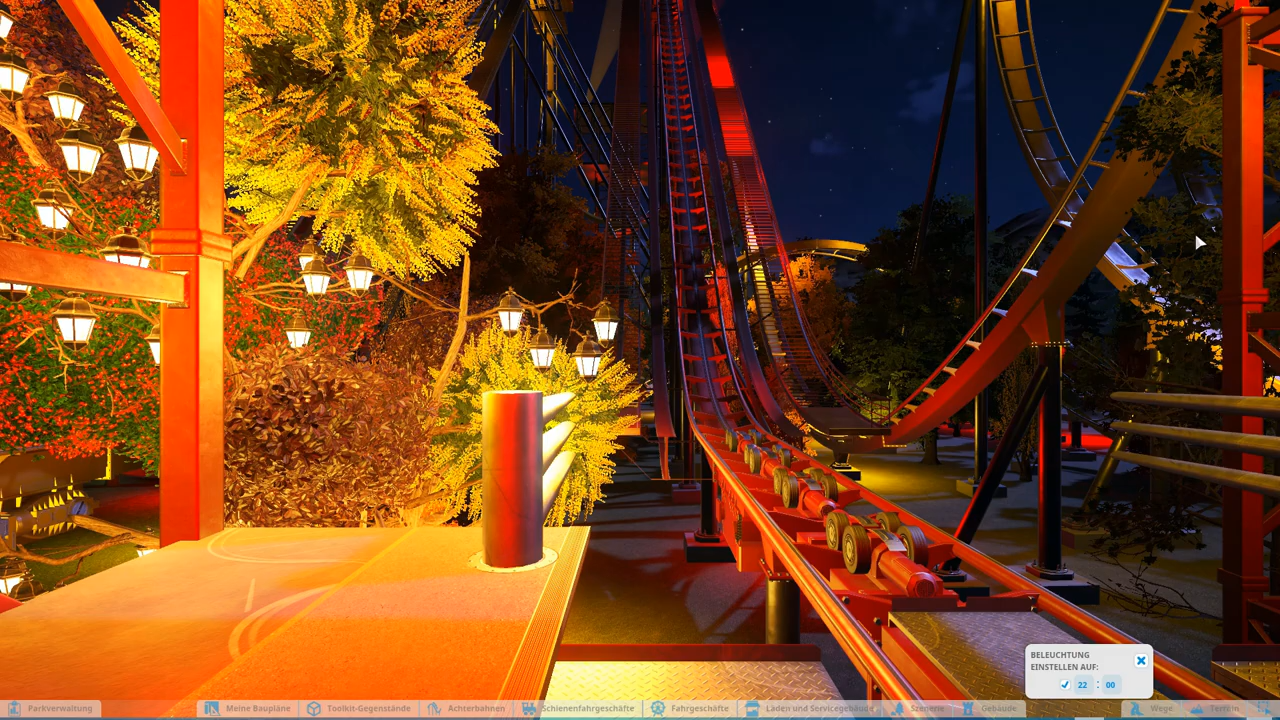 BELEUCHTUNG
EINSTELLEN AUF:
22 : 00
Parkverwaltung
Meine Baupläne
Toolkit-Gegenstände
Achterbahnen
Schienenfahrgeschäfte
Fahrgeschäfte
Läden und Servicegebäude
Szenerie
Gebäude
Wege
Terrain